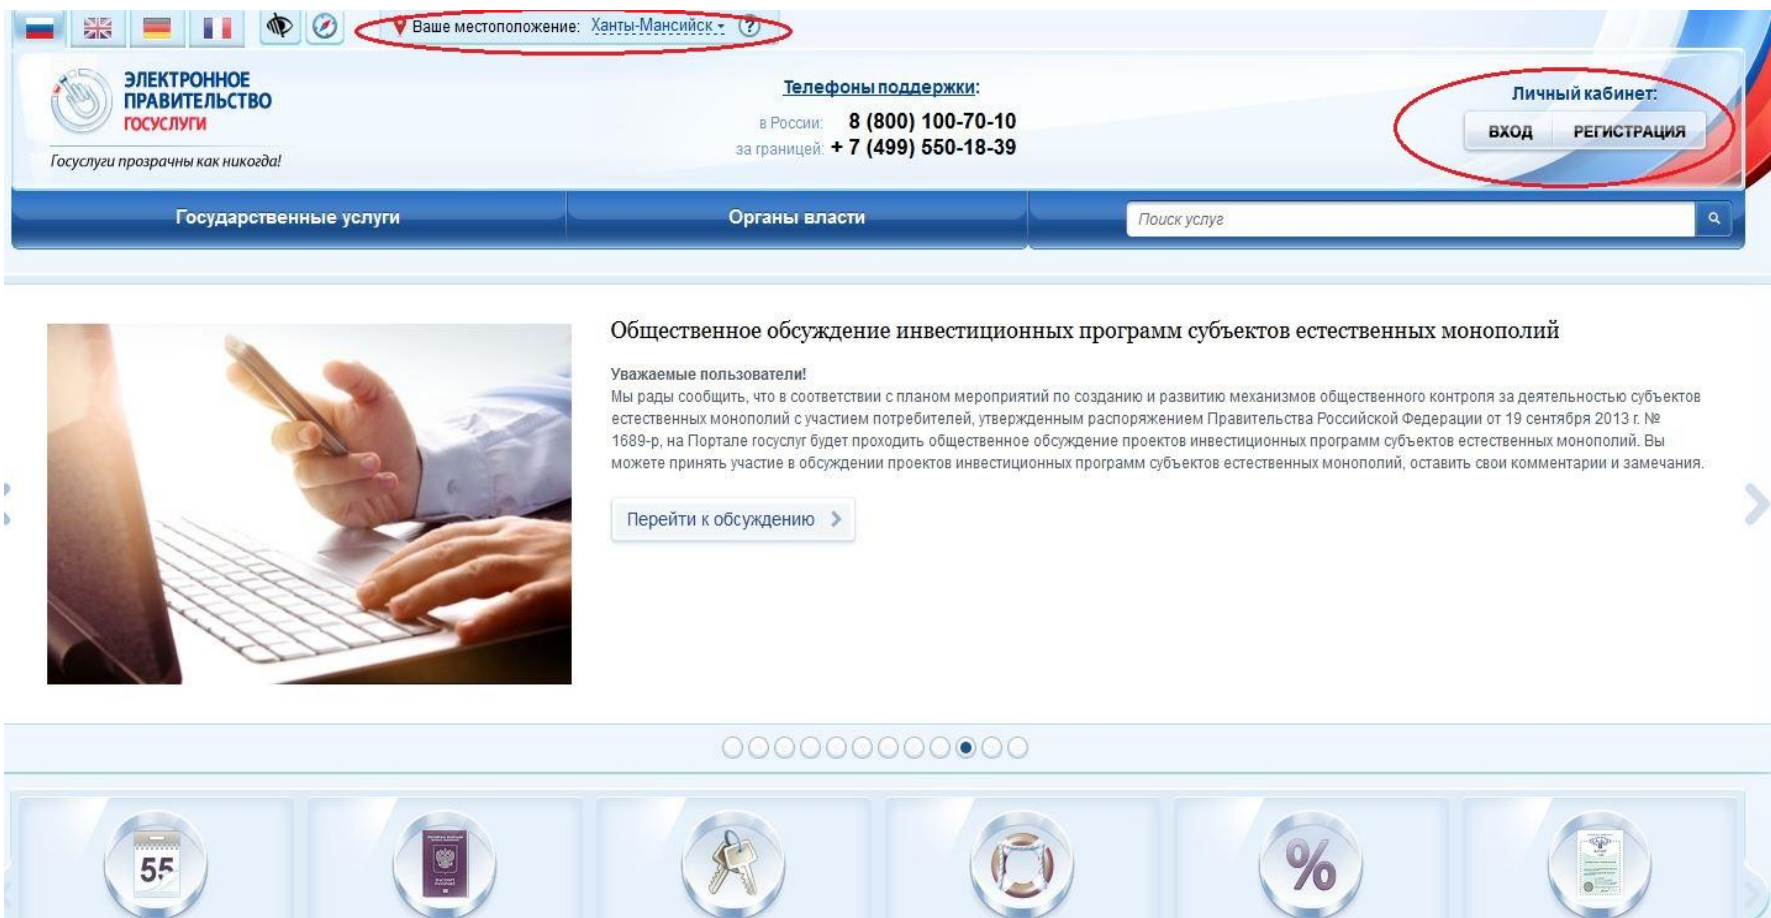 Ваше местоположение: Ханты-Мансийск ?
ЭЛЕКТРОННОЕ
ПРАВИТЕЛЬСТВО
ГОСУСЛУГИ
Госуслуги прозрачны как никогда!
Телефоны поддержки:
в России: 8 (800) 100-70-10
за границей: + 7 (499) 550-18-39
Личный кабинет:
ВХОД РЕГИСТРАЦИЯ
Государственные услуги Органы власти Поиск услуг
Общественное обсуждение инвестиционных программ субъектов естественных монополий
Уважаемые пользователи!
Мы рады сообщить, что в соответствии с планом мероприятий по созданию и развитию механизмов общественного контроля за деятельностью субъектов
естественных монополий с участием потребителей, утвержденным распоряжением Правительства Российской Федерации от 19 сентября 2013 г. №
1689-р, на Портале госуслуг будет проходить общественное обсуждение проектов инвестиционных программ субъектов естественных монополий. Вы
можете принять участие в обсуждении проектов инвестиционных программ субъектов естественных монополий, оставить свои комментарии и замечания.
Перейти к обсуждению
55
%